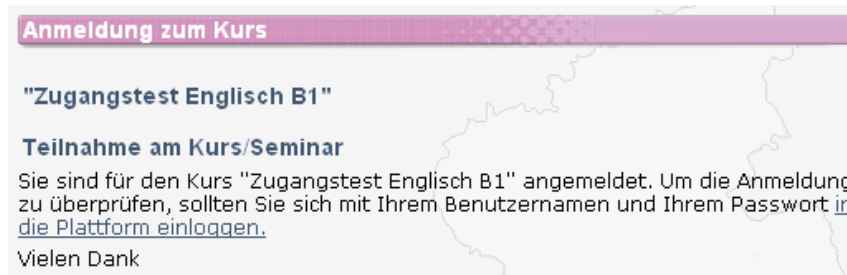 Anmeldung zum Kurs
"Zugangstest Englisch B1"
Teilnahme am Kurs/Seminar
Sie sind für den Kurs "Zugangstest Englisch B1" angemeldet. Um die Anmeldung
zu überprüfen, sollten Sie sich mit Ihrem Benutzernamen und Ihrem Passwort in
die Plattform einloggen.
Vielen Dank